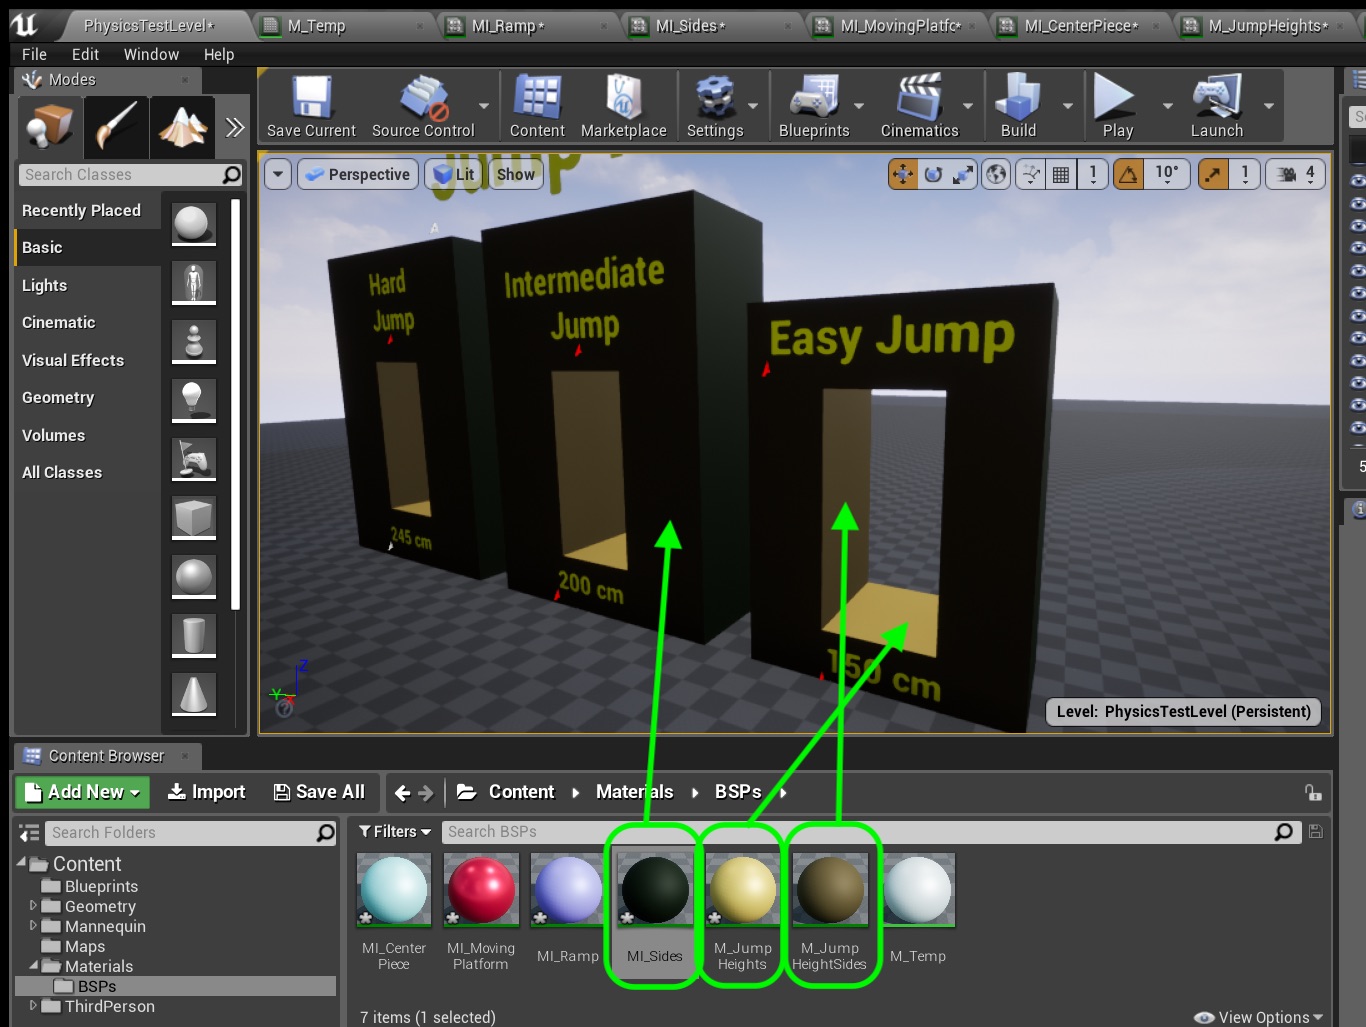 PhysicsTestLevel*
M_Temp
MI_Ramp*
MI_Sides*
MI_MovingPlatfc*
MI_CenterPiece*
M_JumpHeights*
File Edit Window Help
Modes
Save Current
Source Control
Content
Marketplace
Settings
Blueprints
Cinematics
Build
Play
Launch
Search Classes
Recently Placed
Basic
Lights
Cinematic
Visual Effects
Geometry
Volumes
All Classes
Perspective
Lit
Show
1
10°
1
4
Jump
A
Hard
Jump
245 cm
Intermediate
Jump
200 cm
Easy Jump
150 cm
Z
Y
X
Level: PhysicsTestLevel (Persistent)
Content Browser
Add New
Import
Save All
Content
Materials
BSPs
Search Folders
Filters
Search BSPs
Content
Blueprints
Geometry
Mannequin
Maps
Materials
BSPs
ThirdPerson
MI_Center
Piece
MI_Moving
Platform
MI_Ramp
MI_Sides
M_Jump
Heights
M_Jump
HeightSides
M_Temp
7 items (1 selected)
View Options